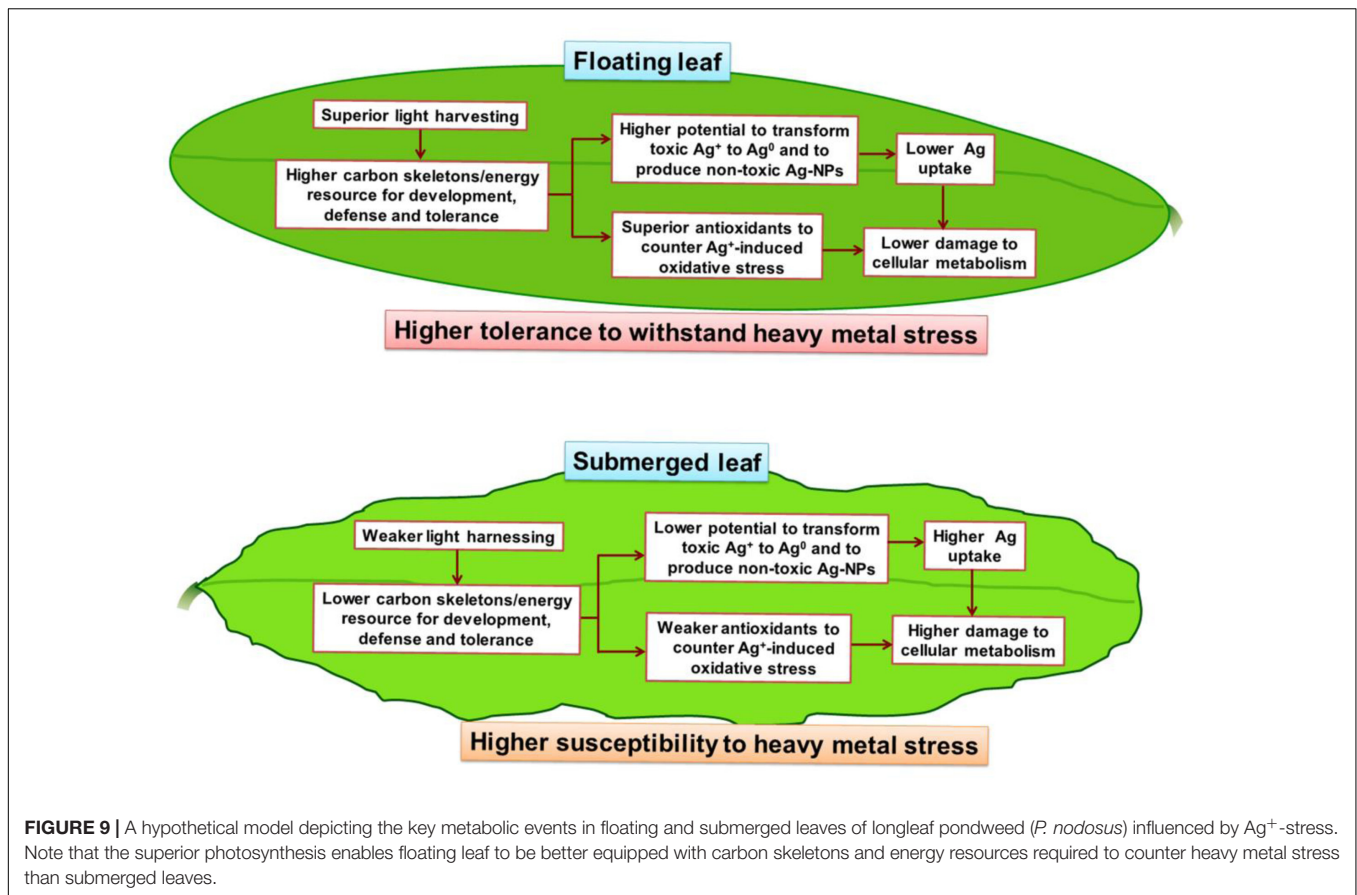 Floating leaf
Superior light harvesting
Higher carbon skeletons/energy
resource for development,
defense and tolerance
Higher potential to transform
toxic Ag⁺ to Ag⁰ and to
produce non-toxic Ag-NPs
Lower Ag
uptake
Superior antioxidants to
counter Ag⁺-induced
oxidative stress
Lower damage to
cellular metabolism
Higher tolerance to withstand heavy metal stress
Submerged leaf
Weaker light harnessing
Lower carbon skeletons/energy
resource for development,
defense and tolerance
Lower potential to transform
toxic Ag⁺ to Ag⁰ and to
produce non-toxic Ag-NPs
Higher Ag
uptake
Weaker antioxidants to
counter Ag⁺-induced
oxidative stress
Higher damage to
cellular metabolism
Higher susceptibility to heavy metal stress
FIGURE 9 | A hypothetical model depicting the key metabolic events in floating and submerged leaves of longleaf pondweed (P. nodosus) influenced by Ag⁺-stress.
Note that the superior photosynthesis enables floating leaf to be better equipped with carbon skeletons and energy resources required to counter heavy metal stress
than submerged leaves.